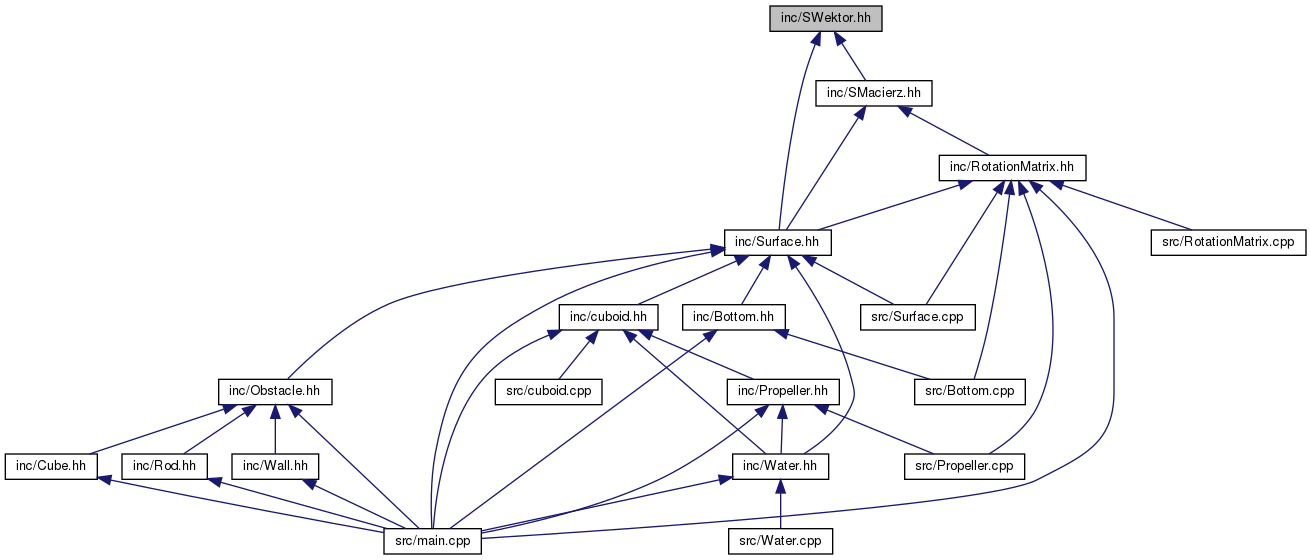 inc/SWektor.hh
inc/SMacierz.hh
inc/RotationMatrix.hh
inc/Surface.hh
src/RotationMatrix.cpp
inc/cuboid.hh
inc/Bottom.hh
src/Surface.cpp
inc/Obstacle.hh
src/cuboid.cpp
inc/Propeller.hh
src/Bottom.cpp
inc/Cube.hh
inc/Rod.hh
inc/Wall.hh
inc/Water.hh
src/Propeller.cpp
src/main.cpp
src/Water.cpp